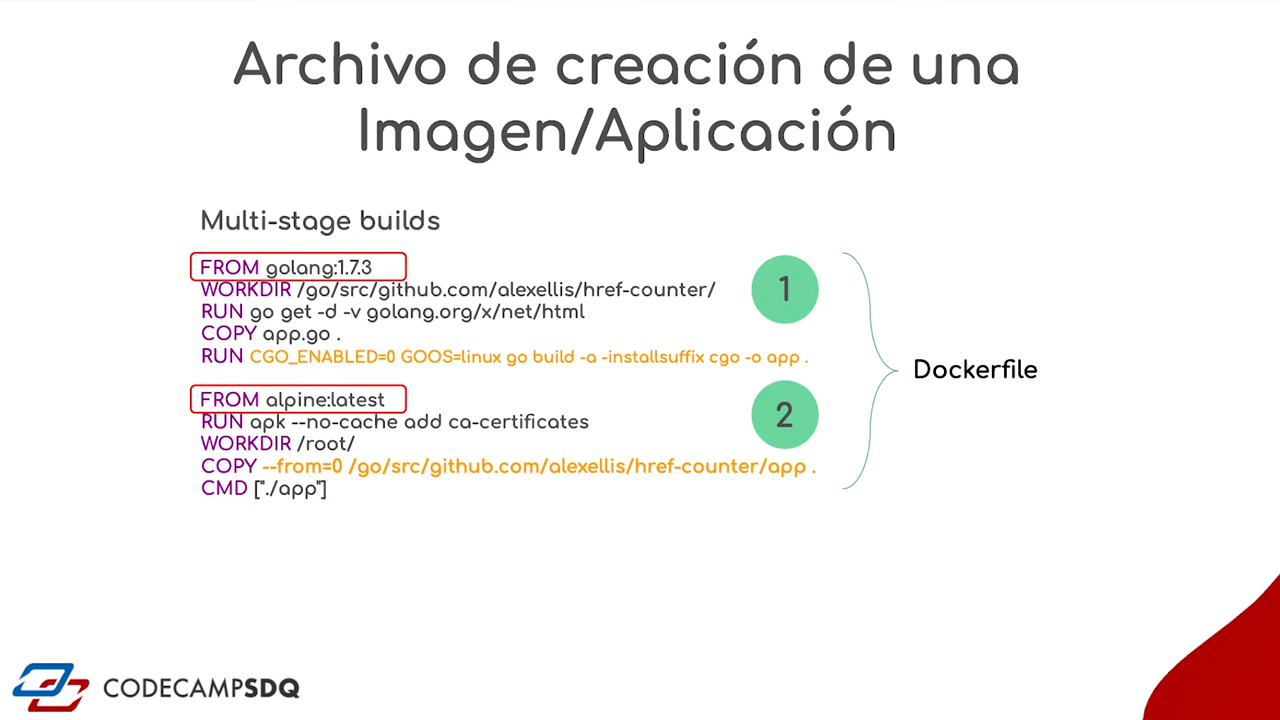 Archivo de creación de una
Imagen/Aplicación
Multi-stage builds
FROM golang:1.7.3
WORKDIR /go/src/github.com/alexellis/href-counter/
RUN go get -d -v golang.org/x/net/html
COPY app.go .
RUN CGO_ENABLED=0 GOOS=linux go build -a -installsuffix cgo -o app .
1
FROM alpine:latest
RUN apk --no-cache add ca-certificates
WORKDIR /root/
COPY --from=0 /go/src/github.com/alexellis/href-counter/app .
CMD ["./app"]
2
Dockerfile
CODECAMPSDQ